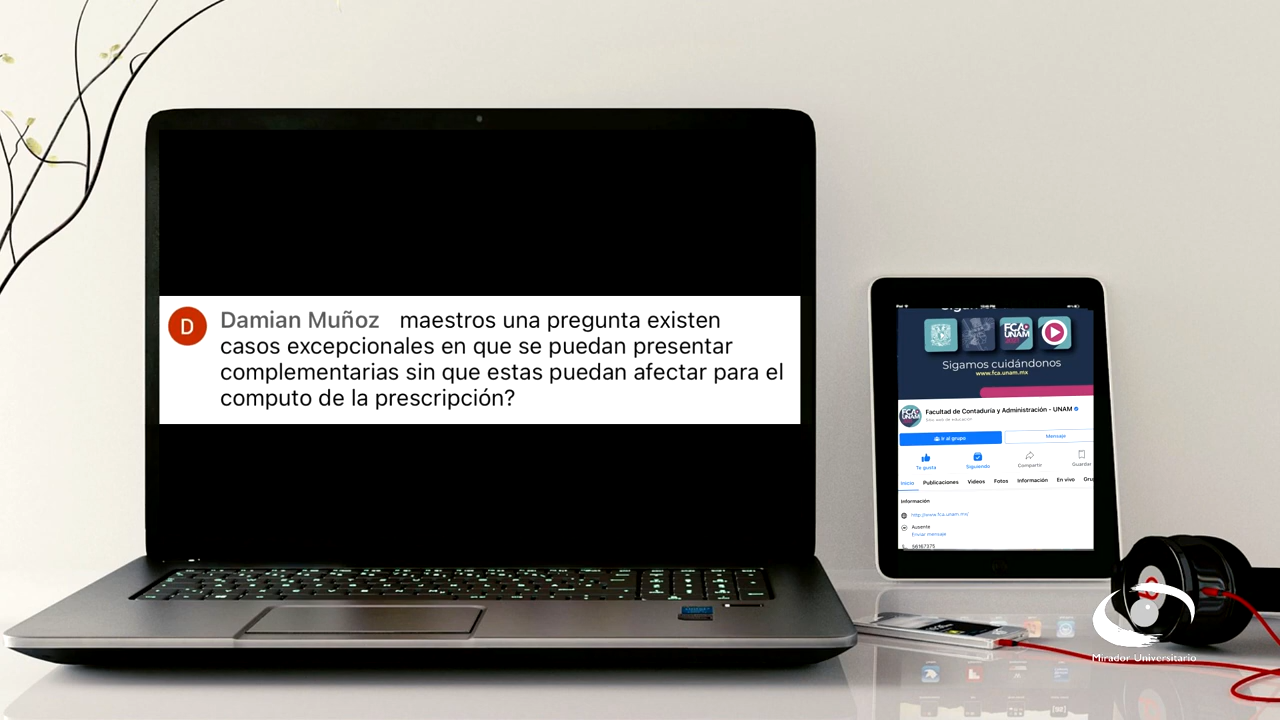 D
Damian Muñoz maestros una pregunta existen
casos excepcionales en que se puedan presentar
complementarias sin que estas puedan afectar para el
computo de la prescripción?
FCA
UNAM
Sigamos cuidándonos
www.fca.unam.mx
Facultad de Contaduría y Administración - UNAM
Ir al grupo
Mensaje
Te gusta
Siguiendo
Compartir
Guardar
Inicio Publicaciones Videos Fotos Información En vivo Gru
Información
http://www.fca.unam.mx/
Ausente
Enviar mensaje
56167375
Mirador Universitario